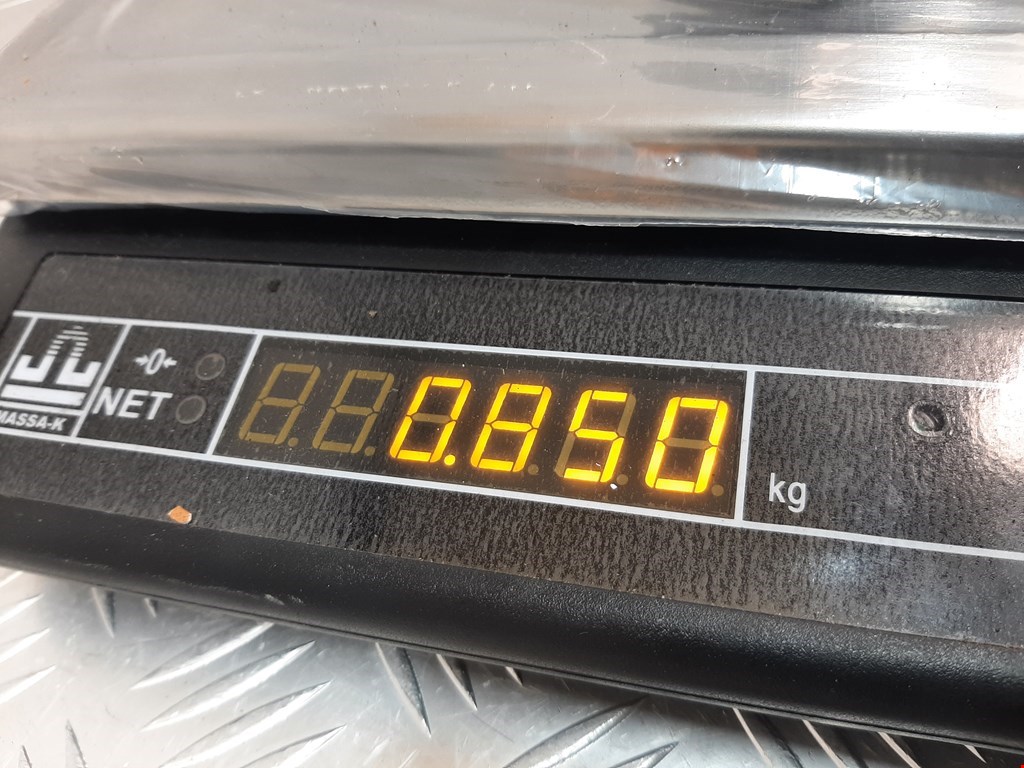 →0←
NET
MASSA-K
0.850
kg